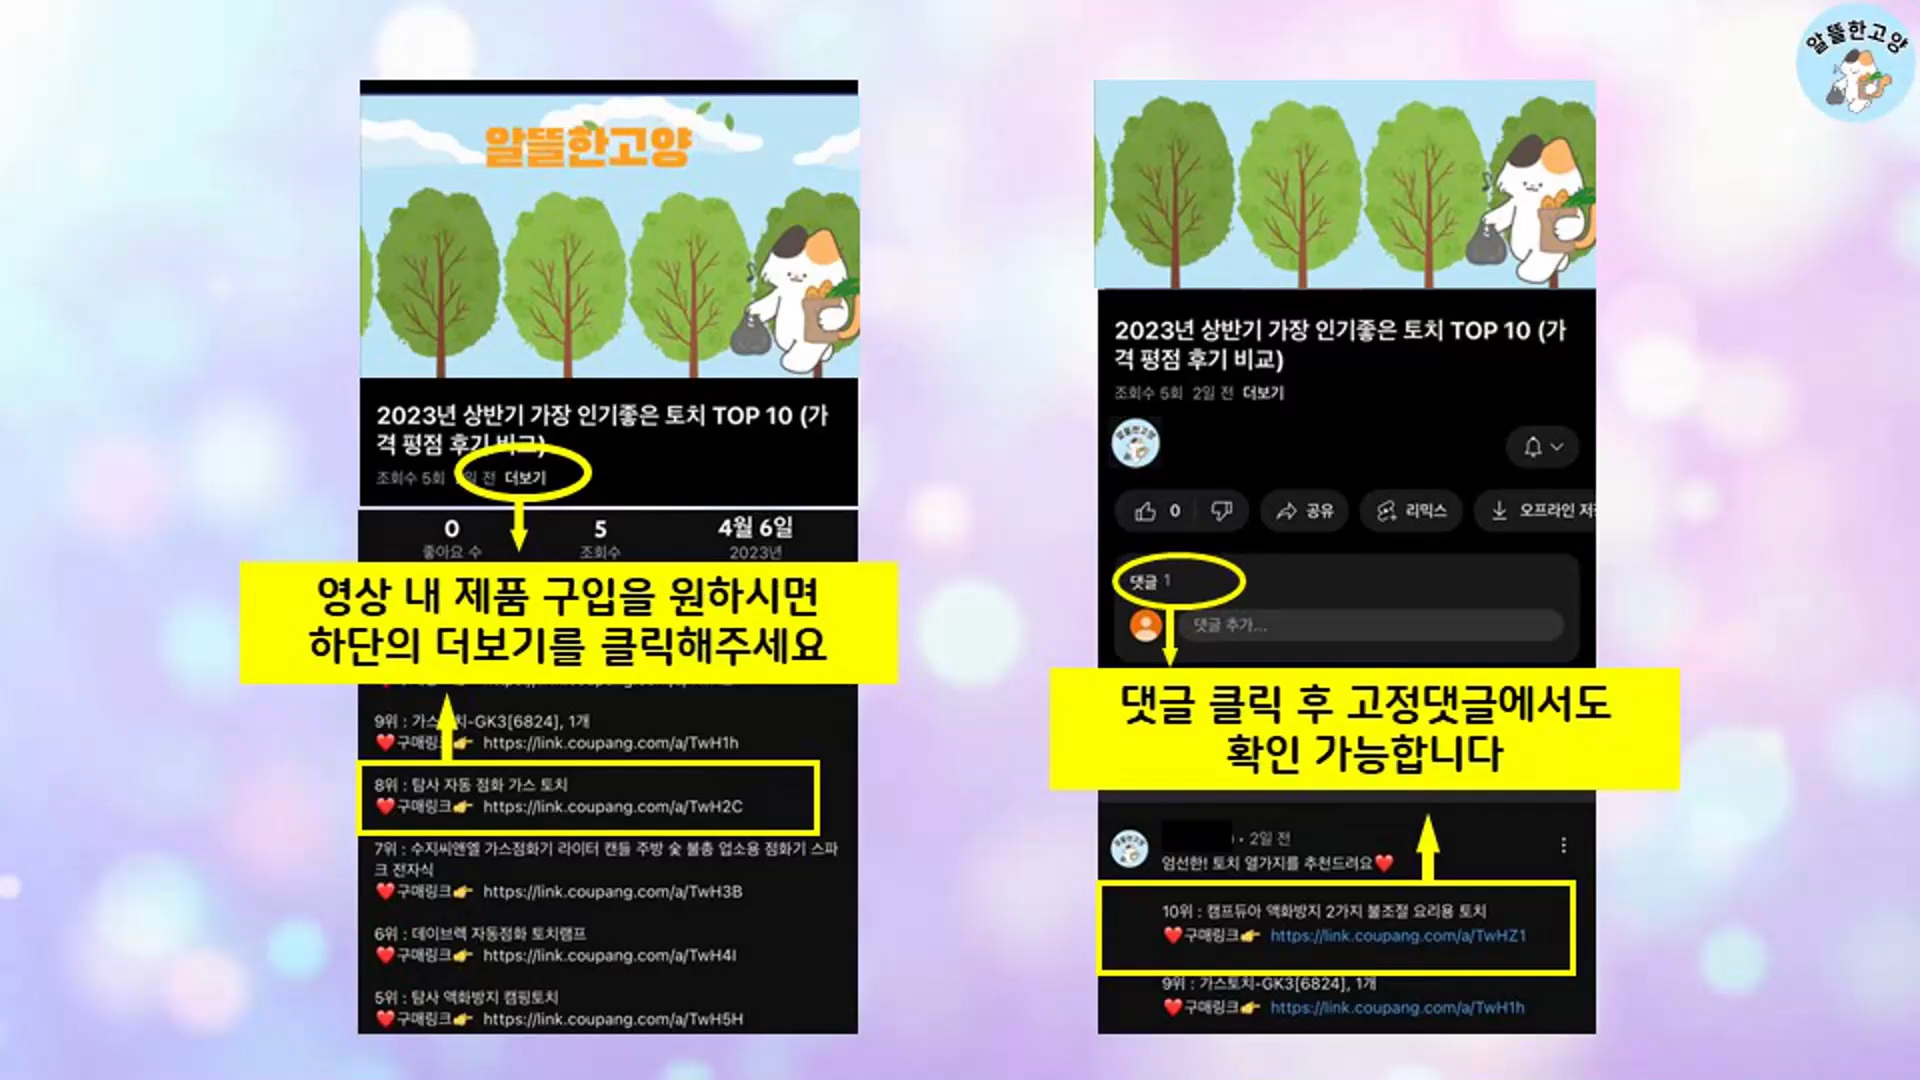 알뜰한고양
알뜰한고양
2023년 상반기 가장 인기좋은 토치 TOP 10 (가
격 평점 후기 비교)
조회수 5회 2일 전 더보기
0
좋아요 수
5
조회수
4월 6일
2023년
영상 내 제품 구입을 원하시면
하단의 더보기를 클릭해주세요
9위 : 가스토치-GK3[6824], 1개
❤️구매링크👉 https://link.coupang.com/a/TwH1h
8위 : 탐사 자동 점화 가스 토치
❤️구매링크👉 https://link.coupang.com/a/TwH2C
7위 : 수지씨앤엘 가스점화기 라이터 캔들 주방 숯 불총 업소용 점화기 스파
크 전자식
❤️구매링크👉 https://link.coupang.com/a/TwH3B
6위 : 데이브렉 자동점화 토치램프
❤️구매링크👉 https://link.coupang.com/a/TwH4I
5위 : 탐사 액화방지 캠핑토치
❤️구매링크👉 https://link.coupang.com/a/TwH5H
2023년 상반기 가장 인기좋은 토치 TOP 10 (가
격 평점 후기 비교)
조회수 5회 2일 전 더보기
알뜰한고양
0
공유
리믹스
오프라인 저
댓글 1
댓글 추가...
댓글 클릭 후 고정댓글에서도
확인 가능합니다
• 2일 전
엄선한! 토치 열가지를 추천드려요❤️
10위 : 캠프듀아 액화방지 2가지 불조절 요리용 토치
❤️구매링크👉 https://link.coupang.com/a/TwHZ1
9위 : 가스토치-GK3[6824], 1개
❤️구매링크👉 https://link.coupang.com/a/TwH1h